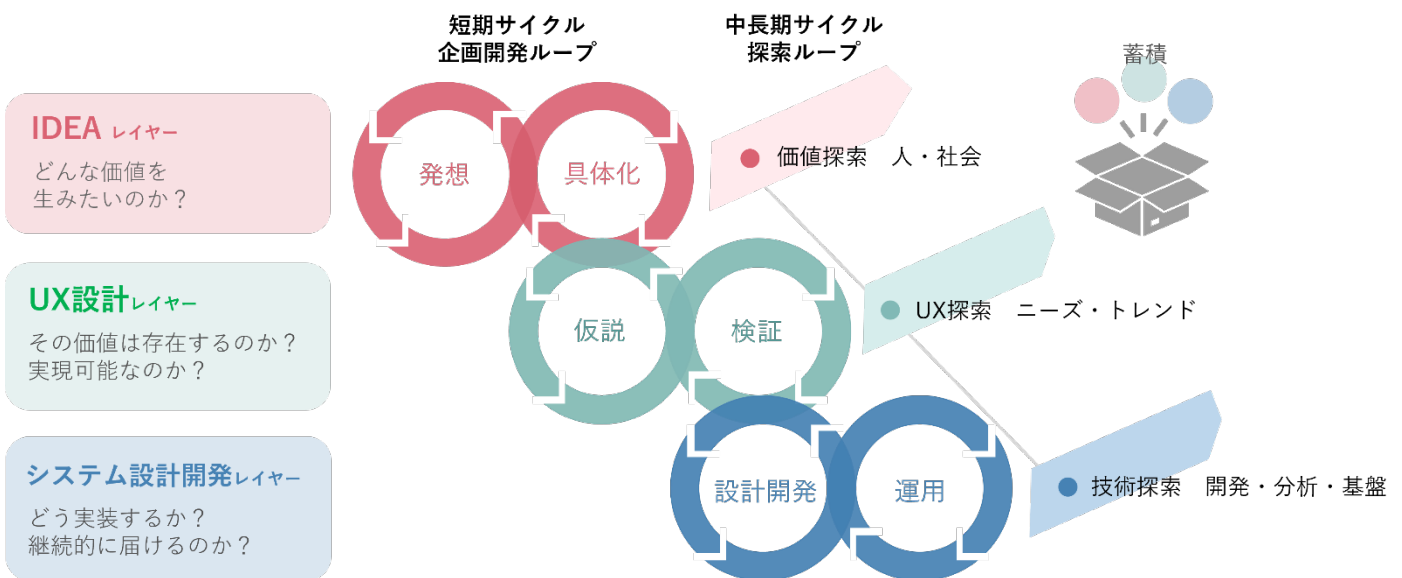 短期サイクル
企画開発ループ
中長期サイクル
探索ループ
蓄積
IDEA レイヤー
どんな価値を
生みたいのか？
発想
具体化
価値探索　人・社会
UX設計レイヤー
その価値は存在するのか？
実現可能なのか？
仮説
検証
UX探索　ニーズ・トレンド
システム設計開発レイヤー
どう実装するか？
継続的に届けるのか？
設計開発
運用
技術探索　開発・分析・基盤